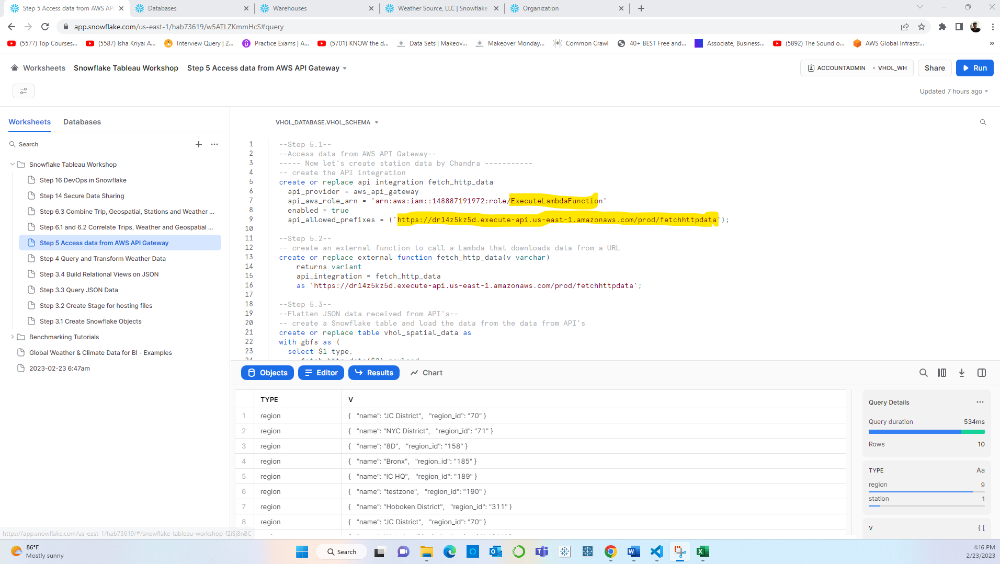 Step 5 Access data from AWS API
Databases
Warehouses
Weather Source, LLC | Snowflake
Organization
app.snowflake.com/us-east-1/hab73619/w5ATLZKmmHcS#query
(5577) Top Courses...
(5587) Isha Kriya: A...
Interview Query | 2...
Practice Exams | A...
(5701) KNOW the d...
Data Sets | Makeov...
Makeover Monday...
Common Crawl
40+ BEST Free and...
Associate, Business...
(5892) The Sound o...
AWS Global Infrastr...
»
Worksheets
Snowflake Tableau Workshop
Step 5 Access data from AWS API Gateway
ACCOUNTADMIN
VHOL_WH
Share
Run
Updated 7 hours ago
Worksheets
Databases
Search
Snowflake Tableau Workshop
Step 16 DevOps in Snowflake
Step 14 Secure Data Sharing
Step 6.3 Combine Trip, Geospatial, Stations and Weather ...
Step 6.1 and 6.2 Correlate Trips, Weather and Geospatial ...
Step 5 Access data from AWS API Gateway
Step 4 Query and Transform Weather Data
Step 3.4 Build Relational Views on JSON
Step 3.3 Query JSON Data
Step 3.2 Create Stage for hosting files
Step 3.1 Create Snowflake Objects
Benchmarking Tutorials
Global Weather & Climate Data for BI - Examples
2023-02-23 6:47am
VHOL_DATABASE.VHOL_SCHEMA
1 --Step 5.1--
2 --Access data from AWS API Gateway--
3 ----- Now let's create station data by Chandra -----------
4 -- create the API integration
5 create or replace api integration fetch_http_data
6 api_provider = aws_api_gateway
7 api_aws_role_arn = 'arn:aws:iam::148887191972:role/ExecuteLambdaFunction'
8 enabled = true
9 api_allowed_prefixes = ('https://dr14z5kz5d.execute-api.us-east-1.amazonaws.com/prod/fetchhttpdata');
10
11 --Step 5.2--
12 -- create an external function to call a Lambda that downloads data from a URL
13 create or replace external function fetch_http_data(v varchar)
14 returns variant
15 api_integration = fetch_http_data
16 as 'https://dr14z5kz5d.execute-api.us-east-1.amazonaws.com/prod/fetchhttpdata';
17
18 --Step 5.3--
19 --Flatten JSON data received from API's--
20 -- create a Snowflake table and load the data from the data from API's
21 create or replace table vhol_spatial_data as
22 with gbfs as (
23 select $1 type,
24 fetch_http_data($2) payload
Objects
Editor
Results
Chart
TYPE V
1 region { "name": "JC District", "region_id": "70" }
2 region { "name": "NYC District", "region_id": "71" }
3 region { "name": "8D", "region_id": "158" }
4 region { "name": "Bronx", "region_id": "185" }
5 region { "name": "IC HQ", "region_id": "189" }
6 region { "name": "testzone", "region_id": "190" }
7 region { "name": "Hoboken District", "region_id": "311" }
8 region { "name": "JC District", "region_id": "70" }
Query Details
Query duration 534ms
Rows 10
TYPE Aa
region 9
station 1
V { [
https://app.snowflake.com/us-east-1/hab73619/#/snowflake-tableau-workshop-f2iSj8n8C
86°F
Mostly sunny
Search
4:16 PM
2/23/2023